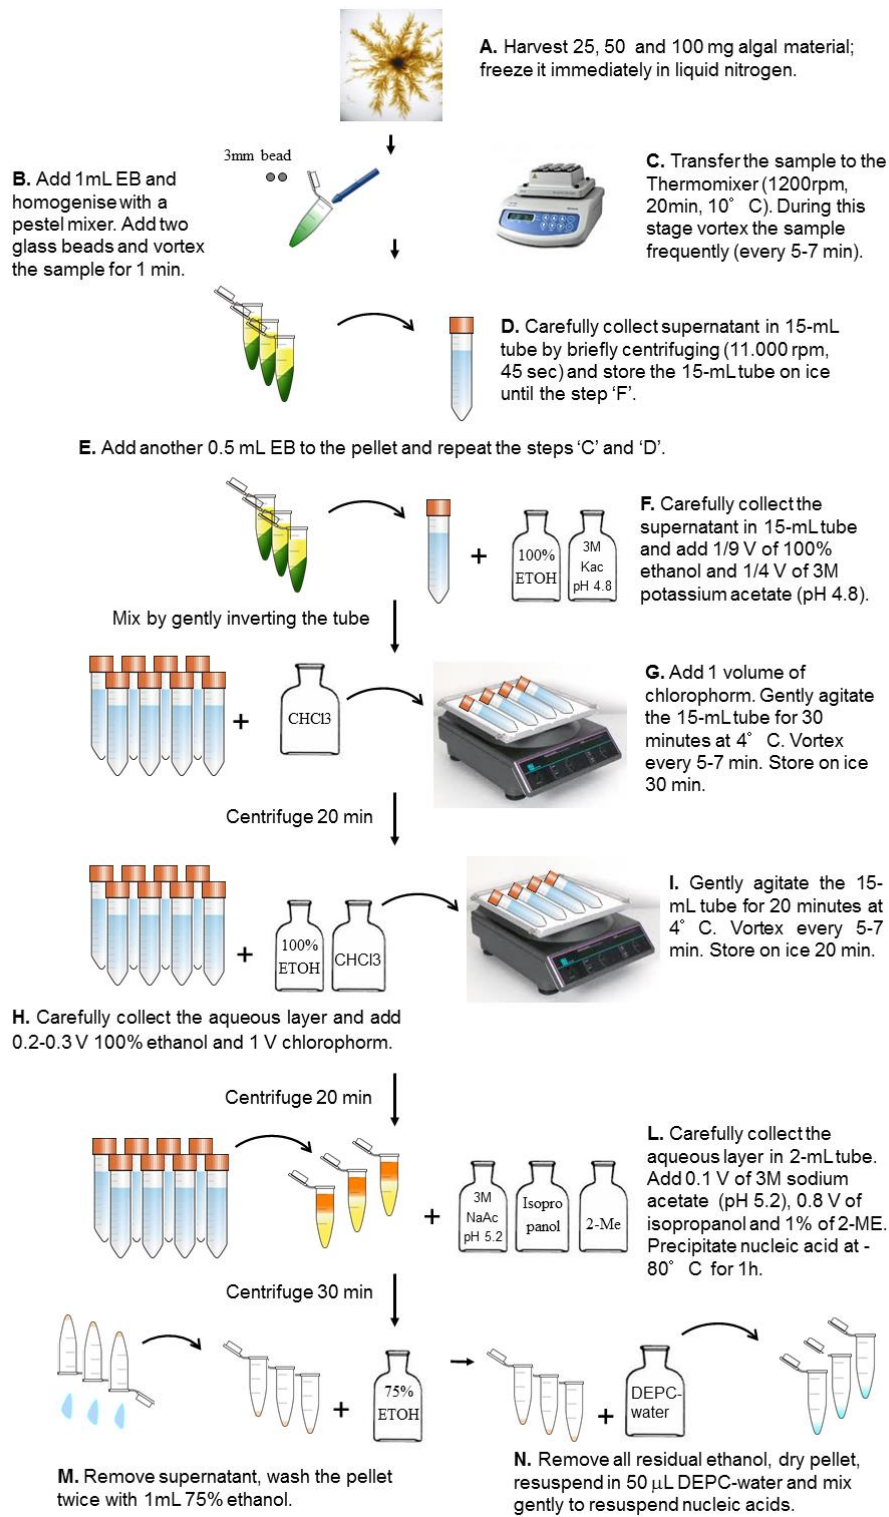 A. Harvest 25, 50 and 100 mg algal material;
freeze it immediately in liquid nitrogen.
3mm bead
B. Add 1mL EB and
homogenise with a
pestel mixer. Add two
glass beads and vortex
the sample for 1 min.
C. Transfer the sample to the
Thermomixer (1200rpm,
20min, 10° C). During this
stage vortex the sample
frequently (every 5-7 min).
D. Carefully collect supernatant in 15-mL
tube by briefly centrifuging (11.000 rpm,
45 sec) and store the 15-mL tube on ice
until the step ‘F’.
E. Add another 0.5 mL EB to the pellet and repeat the steps ‘C’ and ‘D’.
+
100%
ETOH
3M
Kac
pH 4.8
F. Carefully collect the
supernatant in 15-mL tube
and add 1/9 V of 100%
ethanol and 1/4 V of 3M
potassium acetate (pH 4.8).
Mix by gently inverting the tube
+
CHCl3
G. Add 1 volume of
chlorophorm. Gently agitate
the 15-mL tube for 30
minutes at 4° C. Vortex
every 5-7 min. Store on ice
30 min.
Centrifuge 20 min
+
100%
ETOH
CHCl3
I. Gently agitate the 15-
mL tube for 20 minutes at
4° C. Vortex every 5-7
min. Store on ice 20 min.
H. Carefully collect the aqueous layer and add
0.2-0.3 V 100% ethanol and 1 V chlorophorm.
Centrifuge 20 min
+
3M
NaAc
pH 5.2
Isopro
panol
2-Me
L. Carefully collect the
aqueous layer in 2-mL tube.
Add 0.1 V of 3M sodium
acetate (pH 5.2), 0.8 V of
isopropanol and 1% of 2-ME.
Precipitate nucleic acid at -
80° C for 1h.
Centrifuge 30 min
+
75%
ETOH
+
DEPC-
water
M. Remove supernatant, wash the pellet
twice with 1mL 75% ethanol.
N. Remove all residual ethanol, dry pellet,
resuspend in 50 µL DEPC-water and mix
gently to resuspend nucleic acids.